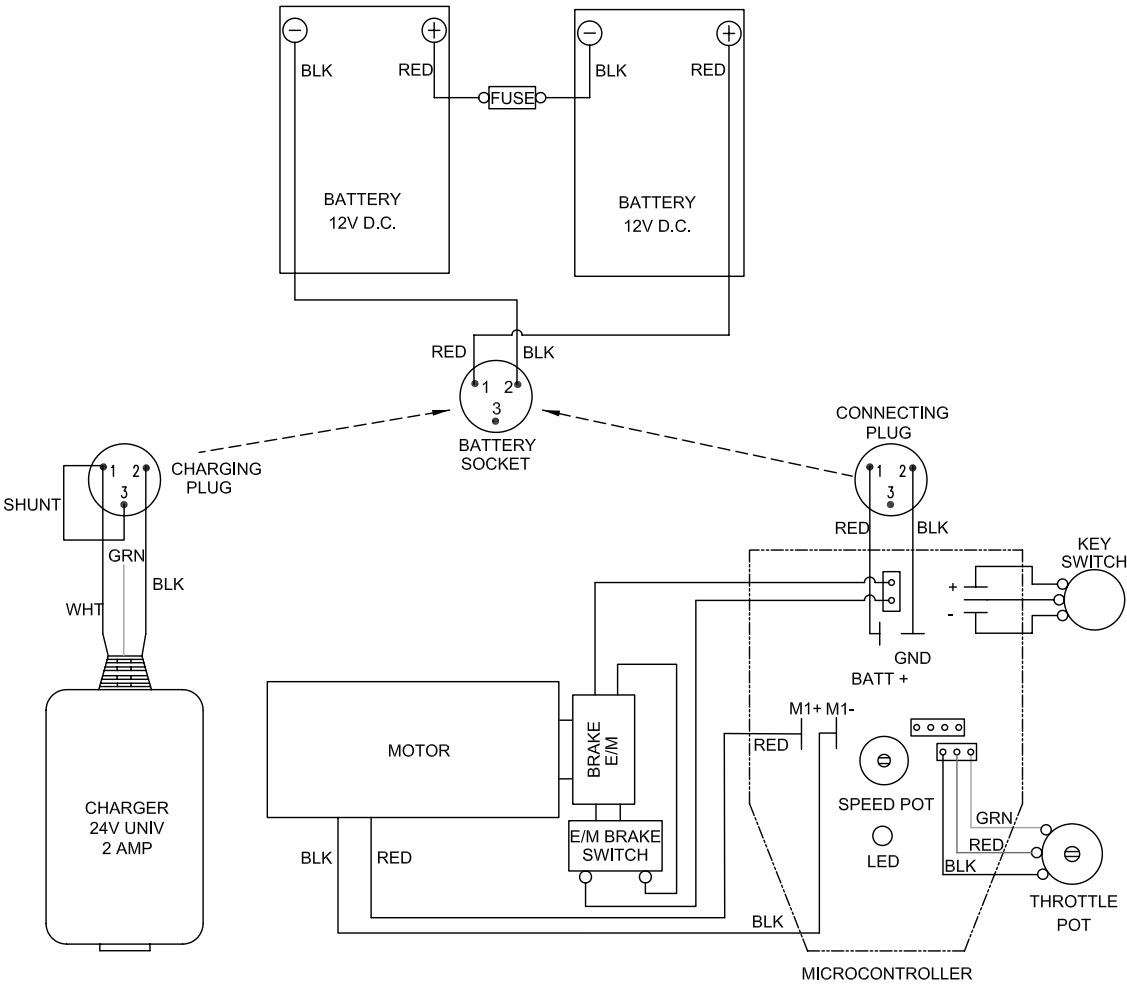 − + − +
BLK RED BLK RED
FUSE
BATTERY
12V D.C.
BATTERY
12V D.C.
RED BLK
1 2
3
BATTERY
SOCKET
CONNECTING
PLUG
1 2
3
CHARGING
PLUG
1 2
3
SHUNT
GRN
BLK
WHT
RED BLK
KEY
SWITCH
+
-
GND
BATT +
M1+ M1-
RED
MOTOR
BRAKE
E/M
E/M BRAKE
SWITCH
SPEED POT
LED
GRN
RED
BLK
THROTTLE
POT
CHARGER
24V UNIV
2 AMP
BLK RED
BLK
MICROCONTROLLER